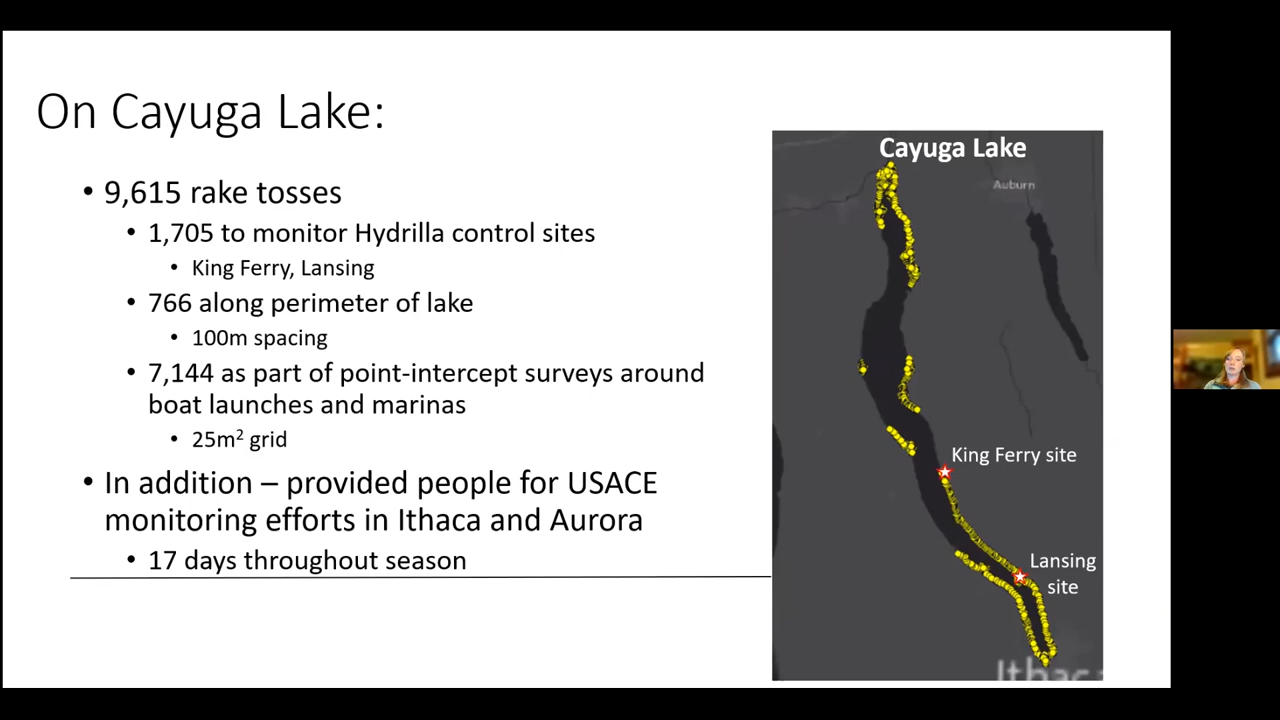 On Cayuga Lake:
• 9,615 rake tosses
• 1,705 to monitor Hydrilla control sites
• King Ferry, Lansing
• 766 along perimeter of lake
• 100m spacing
• 7,144 as part of point-intercept surveys around
boat launches and marinas
• 25m² grid
• In addition – provided people for USACE
monitoring efforts in Ithaca and Aurora
• 17 days throughout season
Cayuga Lake
Auburn
King Ferry site
Lansing
site
Ithaca